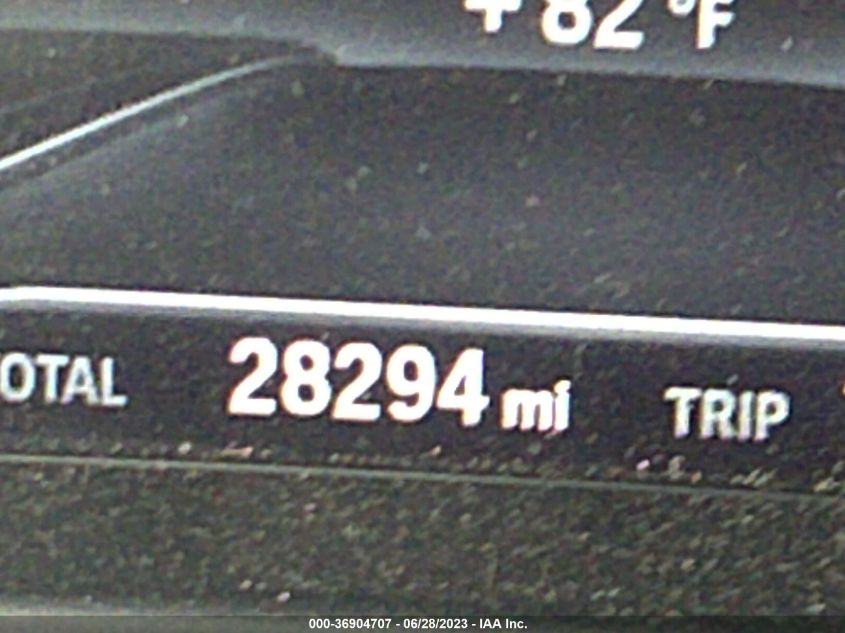 +82 °F
OTAL 28294 mi TRIP
000-36904707 - 06/28/2023 - IAA Inc.